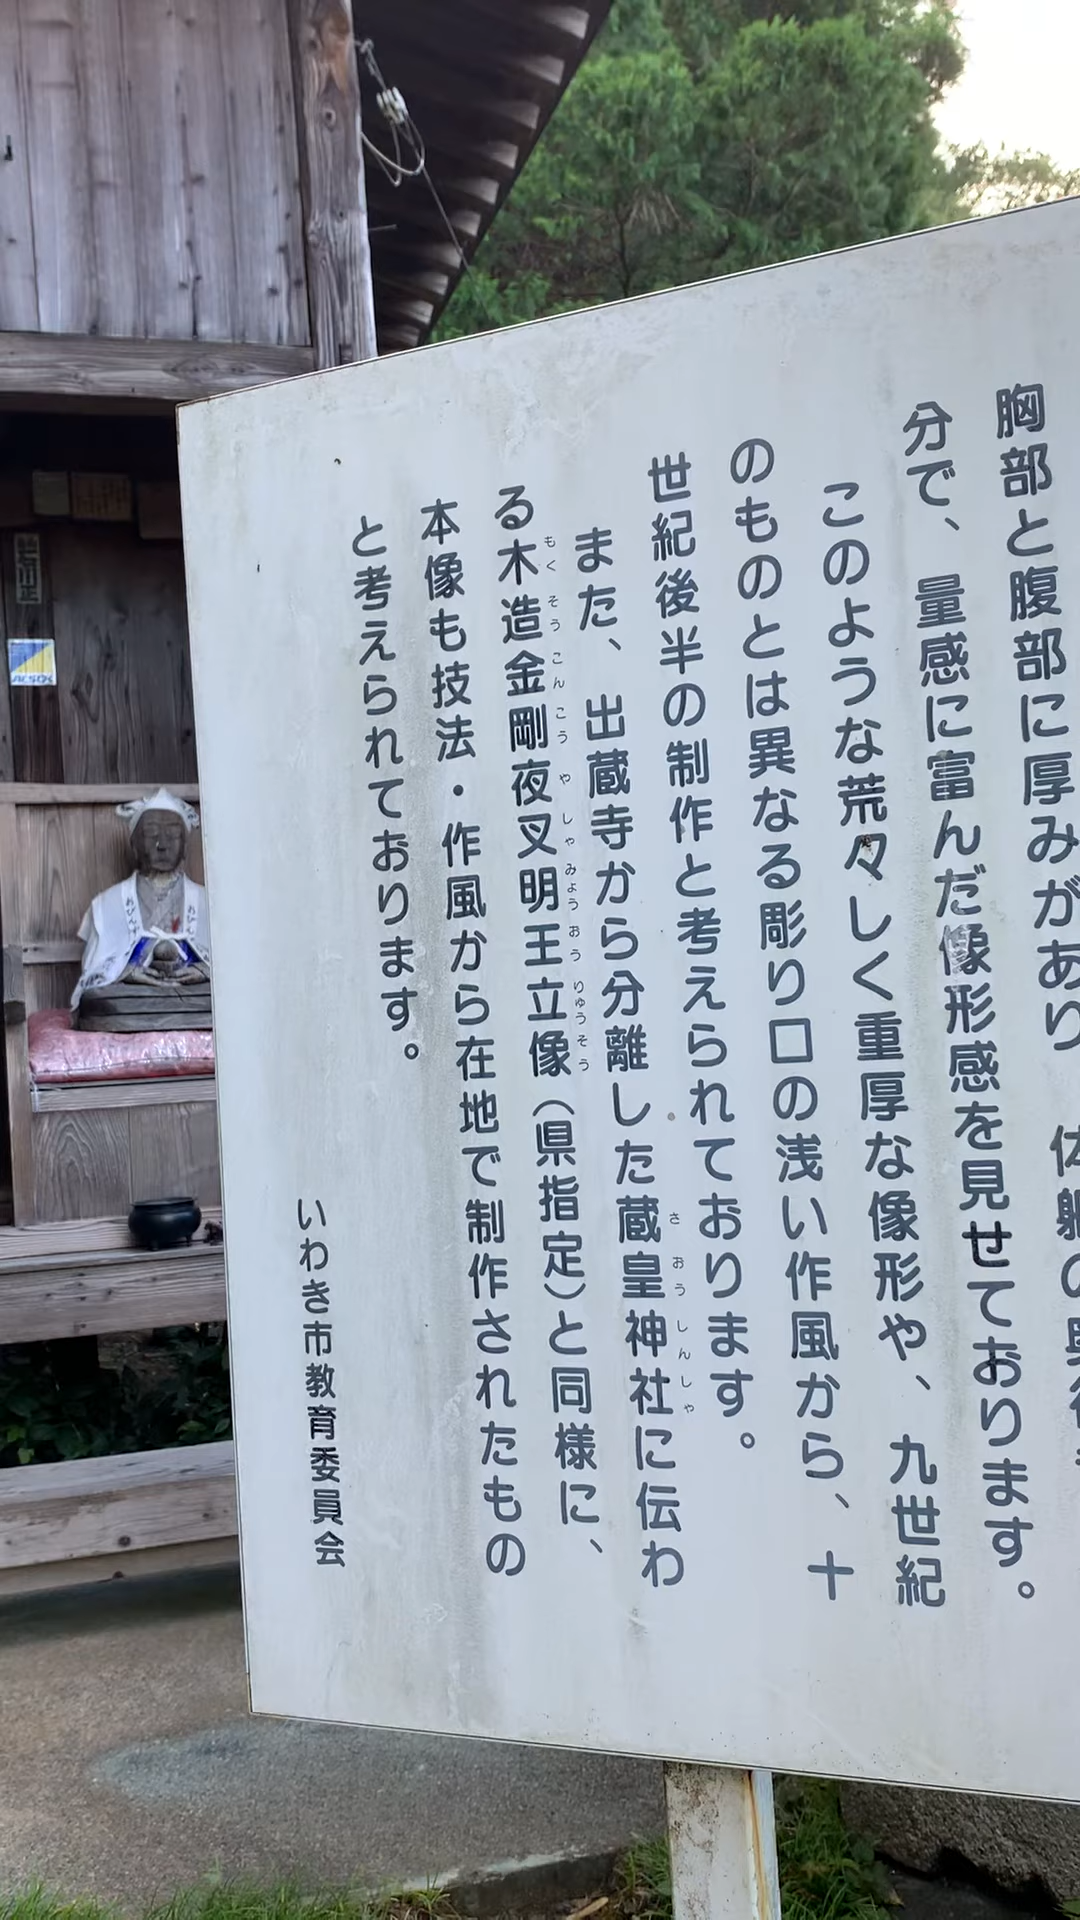 胸部と腹部に厚みがあり 体躯の
分で、量感に富んだ像形感を見せております。
このような荒々しく重厚な像形や、九世紀
のものとは異なる彫り口の浅い作風から、十
世紀後半の制作と考えられております。
また、出蔵寺から分離した蔵皇神社に伝わ
さおうしんしゃ
る木造金剛夜叉明王立像（県指定）と同様に、
もくそうこんこうやしゃみょうおうりゅうそう
本像も技法・作風から在地で制作されたもの
と考えられております。
いわき市教育委員会